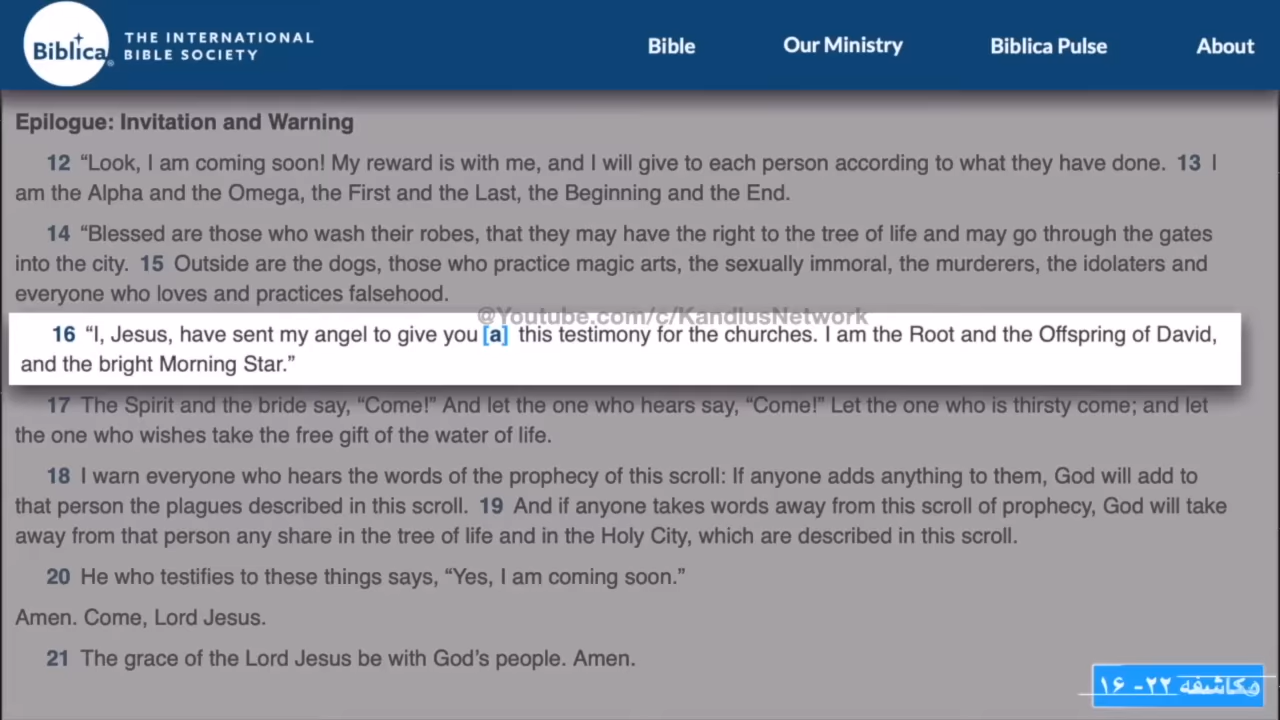 Biblica®
THE INTERNATIONAL
BIBLE SOCIETY
Bible Our Ministry Biblica Pulse About
Epilogue: Invitation and Warning
12 “Look, I am coming soon! My reward is with me, and I will give to each person according to what they have done. 13 I
am the Alpha and the Omega, the First and the Last, the Beginning and the End.
14 “Blessed are those who wash their robes, that they may have the right to the tree of life and may go through the gates
into the city. 15 Outside are the dogs, those who practice magic arts, the sexually immoral, the murderers, the idolaters and
everyone who loves and practices falsehood.
@Youtube.com/c/KandlusNetwork
16 “I, Jesus, have sent my angel to give you [a] this testimony for the churches. I am the Root and the Offspring of David,
and the bright Morning Star.”
17 The Spirit and the bride say, “Come!” And let the one who hears say, “Come!” Let the one who is thirsty come; and let
the one who wishes take the free gift of the water of life.
18 I warn everyone who hears the words of the prophecy of this scroll: If anyone adds anything to them, God will add to
that person the plagues described in this scroll. 19 And if anyone takes words away from this scroll of prophecy, God will take
away from that person any share in the tree of life and in the Holy City, which are described in this scroll.
20 He who testifies to these things says, “Yes, I am coming soon.”
Amen. Come, Lord Jesus.
21 The grace of the Lord Jesus be with God’s people. Amen.
مکاشفه ۲۲- ۱۶